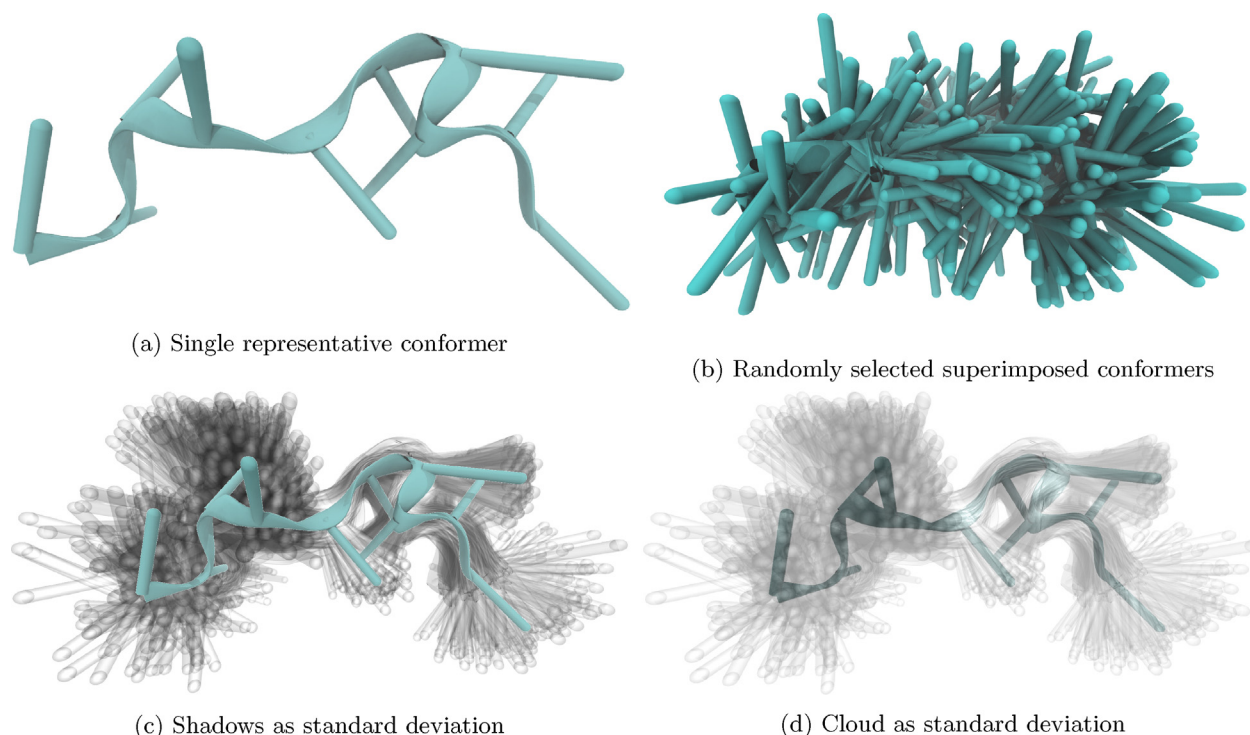 (a) Single representative conformer
(b) Randomly selected superimposed conformers
(c) Shadows as standard deviation
(d) Cloud as standard deviation